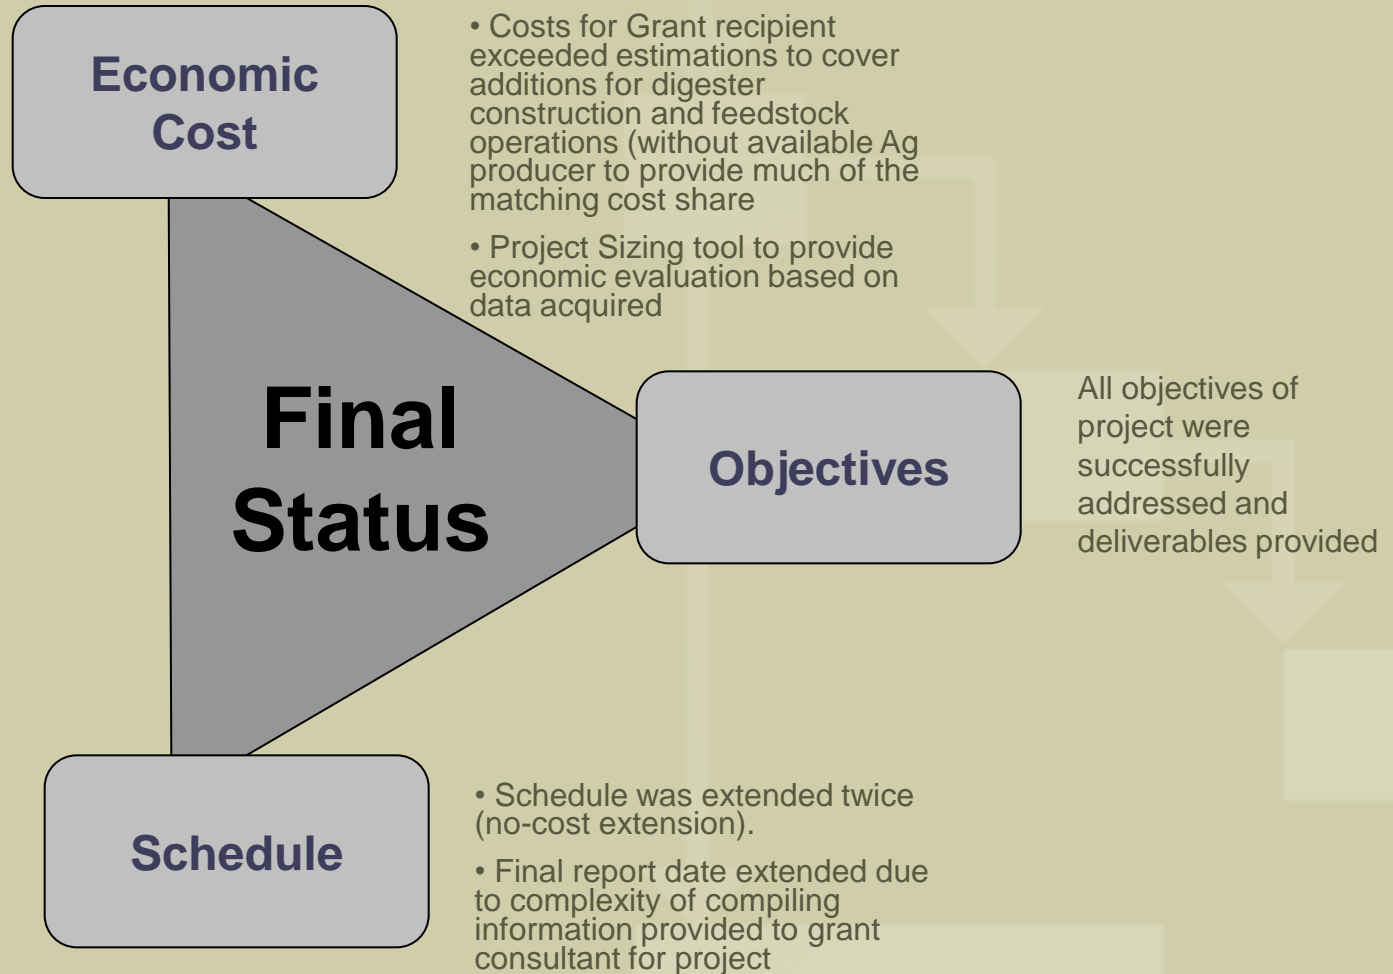 Economic
Cost
• Costs for Grant recipient
exceeded estimations to cover
additions for digester
construction and feedstock
operations (without available Ag
producer to provide much of the
matching cost share
• Project Sizing tool to provide
economic evaluation based on
data acquired
Final
Status
Objectives
All objectives of
project were
successfully
addressed and
deliverables provided
Schedule
• Schedule was extended twice
(no-cost extension).
• Final report date extended due
to complexity of compiling
information provided to grant
consultant for project